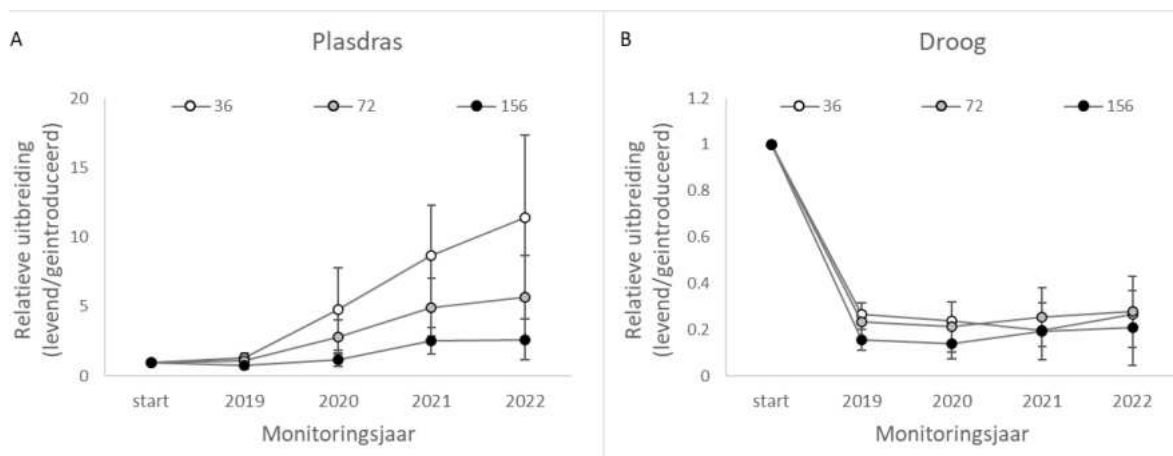 A
Plasdras
36 72 156
Relatieve uitbreiding
(levend/geintroduceerd)
20
15
10
5
0
start 2019 2020 2021 2022
Monitoringsjaar
B
Droog
36 72 156
Relatieve uitbreiding
(levend/geintroduceerd)
1.2
1
0.8
0.6
0.4
0.2
0
start 2019 2020 2021 2022
Monitoringsjaar